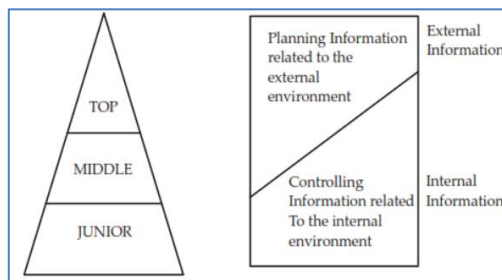 TOP
MIDDLE
JUNIOR
Planning Information
related to the
external
environment
Controlling
Information related
To the internal
environment
External
Information
Internal
Information